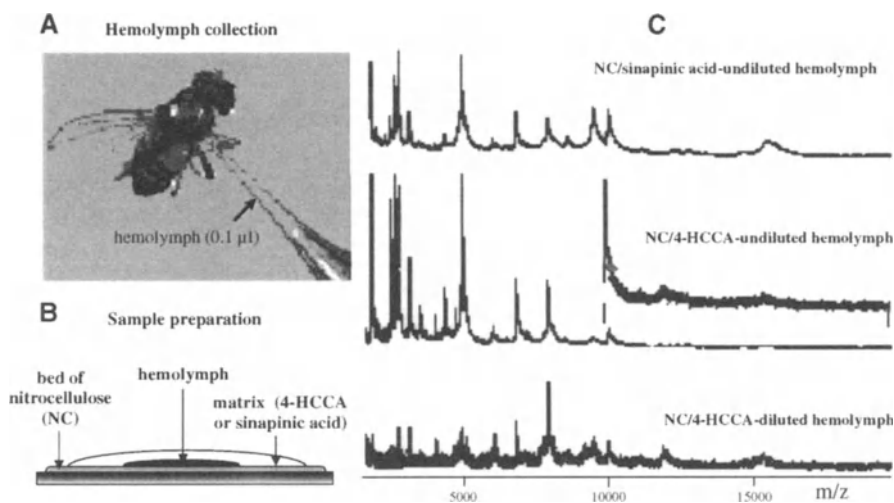 A
Hemolymph collection
hemolymph (0.1 µl)
B
Sample preparation
bed of
nitrocellulose
(NC)
hemolymph
matrix (4-HCCA
or sinapinic acid)
C
NC/sinapinic acid-undiluted hemolymph
NC/4-HCCA-undiluted hemolymph
NC/4-HCCA-diluted hemolymph
5000
10000
15000
m/z